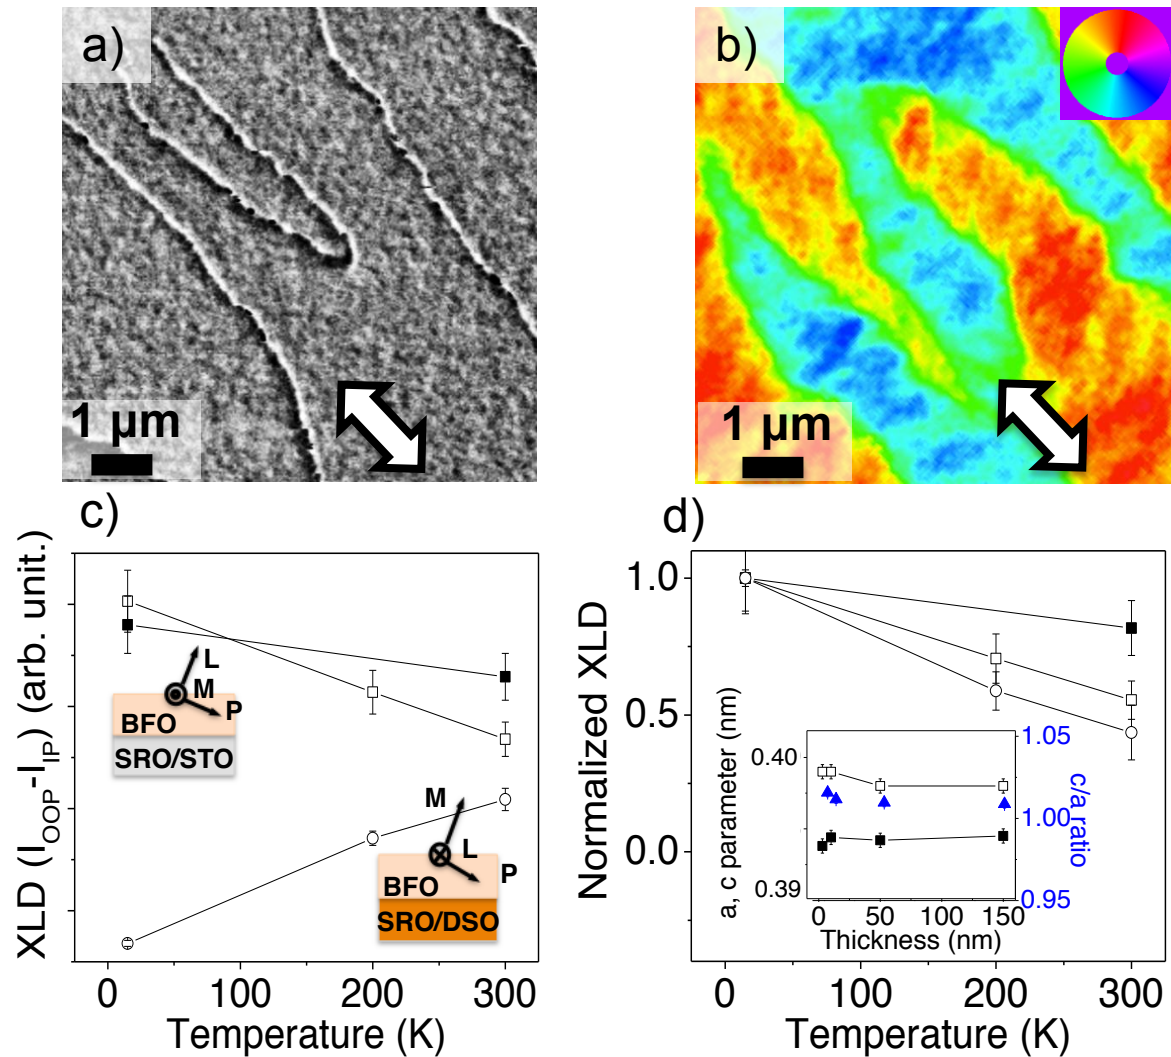 a)
1 µm
b)
1 µm
c)
XLD (I_OOP-I_IP) (arb. unit.)
L
M
P
BFO
SRO/STO
M
L
P
BFO
SRO/DSO
0
100
200
300
Temperature (K)
d)
Normalized XLD
1.0
0.5
0.0
a, c parameter (nm)
0.40
0.39
1.05
1.00
0.95
c/a ratio
0
50
100
150
Thickness (nm)
0
100
200
300
Temperature (K)